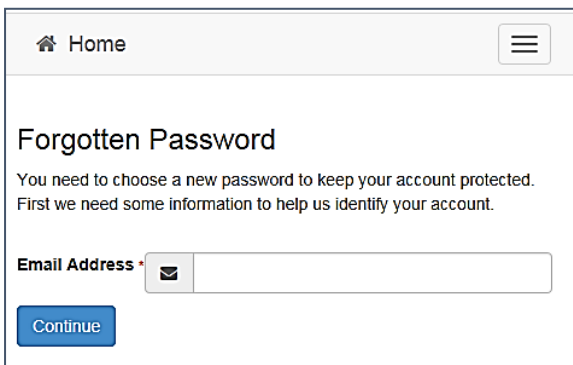 Home
Forgotten Password
You need to choose a new password to keep your account protected.
First we need some information to help us identify your account.
Email Address *
Continue